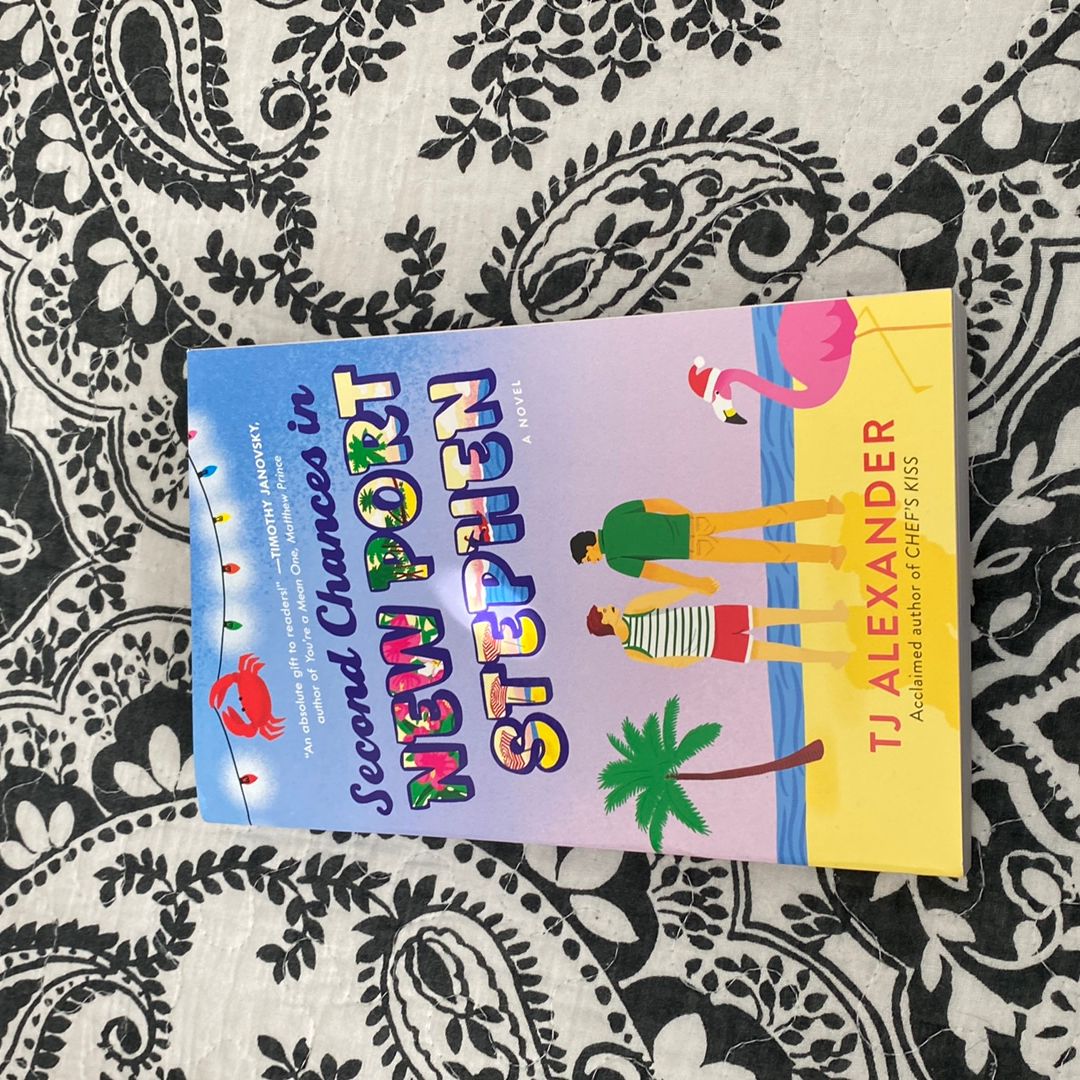 "An absolute gift to readers!" —TIMOTHY JANOVSKY,
author of You're a Mean One, Matthew Prince
Second Chances in
NEW PORT
STEPHEN
A NOVEL
TJ ALEXANDER
Acclaimed author of CHEF'S KISS